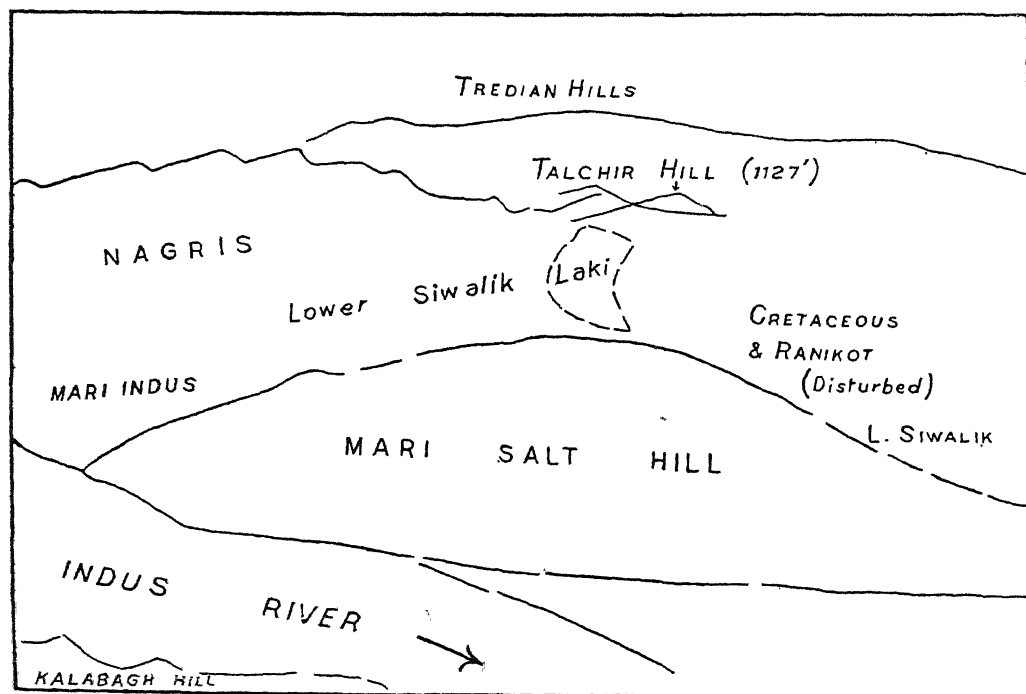 TREDIAN HILLS
TALCHIR HILL (1127')
NAGRIS
Lower Siwalik
Laki
CRETACEOUS
& RANIKOT
(Disturbed)
MARI INDUS
L. SIWALIK
MARI SALT HILL
INDUS RIVER
KALABAGH HILL